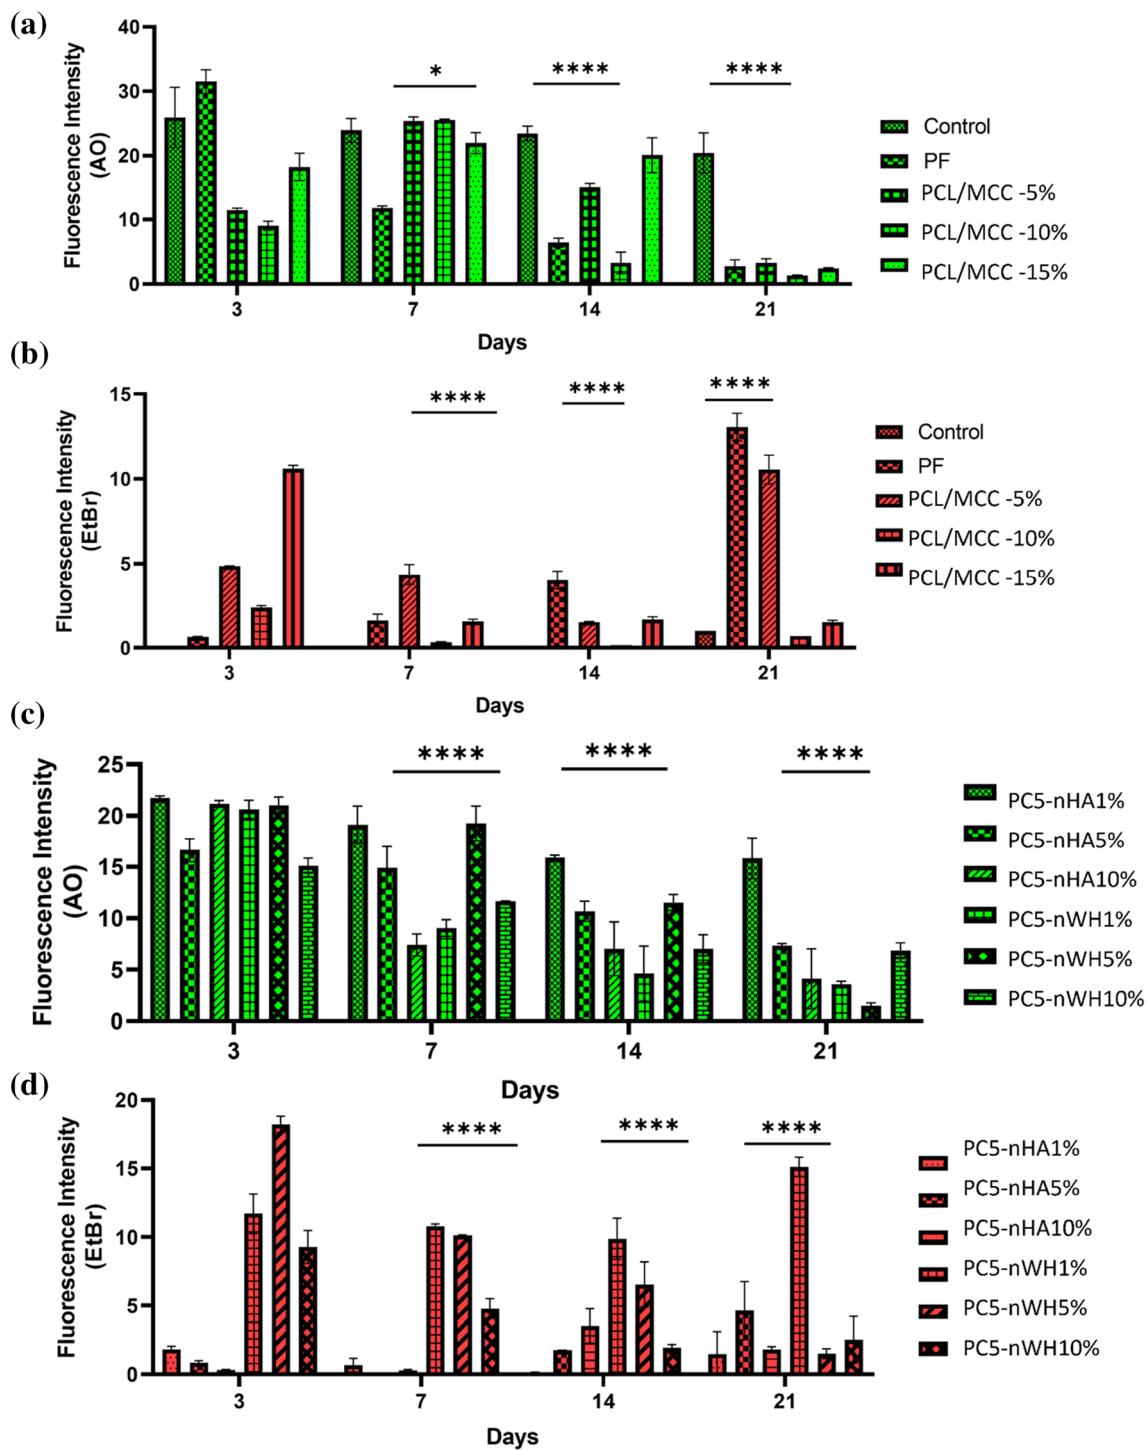 (a)
Fluorescence Intensity
(AO)
40
30
20
10
0
*
****
****
3
7
14
21
Days
Control
PF
PCL/MCC -5%
PCL/MCC -10%
PCL/MCC -15%
(b)
Fluorescence Intensity
(EtBr)
15
10
5
0
****
****
****
3
7
14
21
Days
Control
PF
PCL/MCC -5%
PCL/MCC -10%
PCL/MCC -15%
(c)
Fluorescence Intensity
(AO)
25
20
15
10
5
0
****
****
****
3
7
14
21
Days
PC5-nHA1%
PC5-nHA5%
PC5-nHA10%
PC5-nWH1%
PC5-nWH5%
PC5-nWH10%
(d)
Fluorescence Intensity
(EtBr)
20
15
10
5
0
****
****
****
3
7
14
21
Days
PC5-nHA1%
PC5-nHA5%
PC5-nHA10%
PC5-nWH1%
PC5-nWH5%
PC5-nWH10%